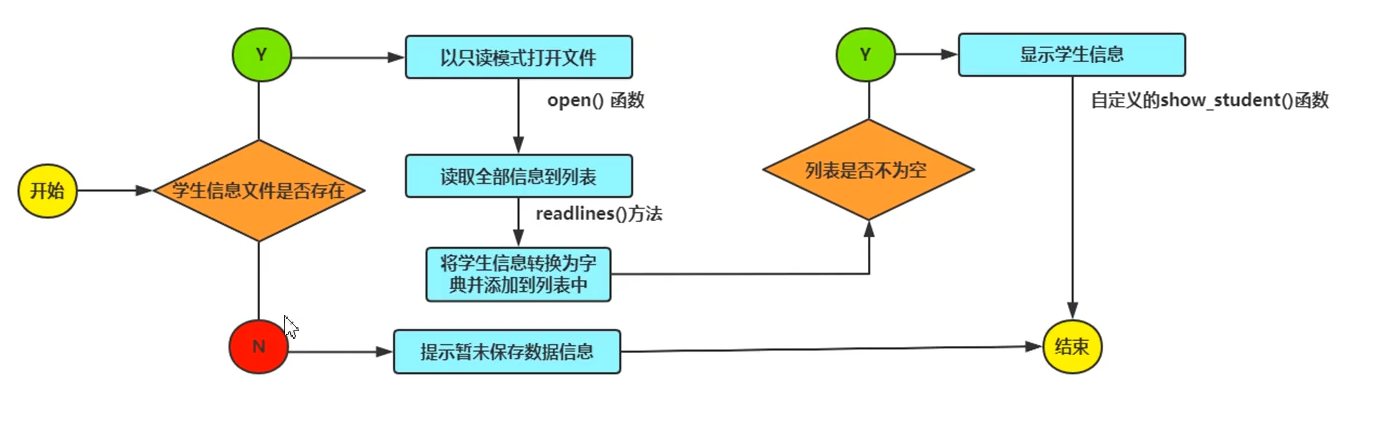 开始
学生信息文件是否存在
Y
以只读模式打开文件
open() 函数
读取全部信息到列表
readlines()方法
将学生信息转换为字
典并添加到列表中
列表是否不为空
Y
显示学生信息
自定义的show_student()函数
N
提示暂未保存数据信息
结束